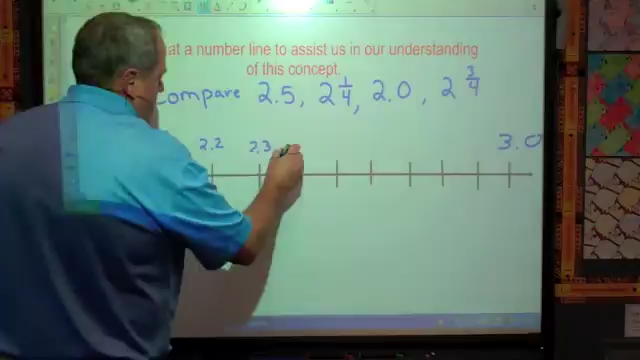 at a number line to assist us in our understanding
of this concept.
Compare 2.5, 2 1/4, 2.0, 2 3/4
2.2 2.3 3.0